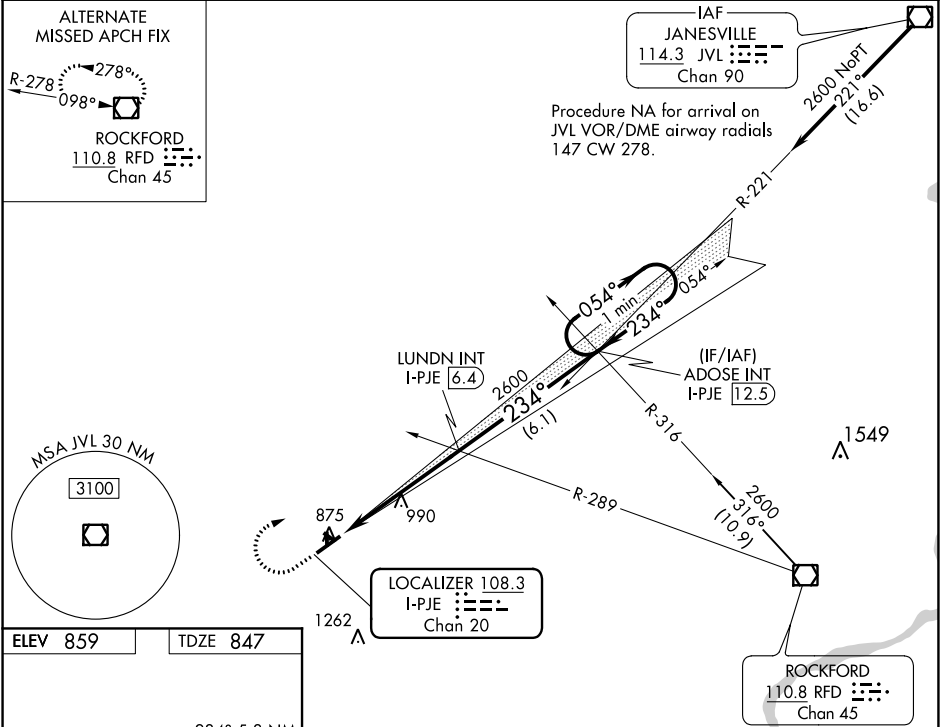 ALTERNATE
MISSED APCH FIX
R-278
278°
098°
ROCKFORD
110.8 RFD
Chan 45
IAF
JANESVILLE
114.3 JVL
Chan 90
2600 NoPT
221°
(16.6)
Procedure NA for arrival on
JVL VOR/DME airway radials
147 CW 278.
R-221
054°
1 min
234°
054°
LUNDN INT
I-PJE 6.4
2600
234°
(6.1)
(IF/IAF)
ADOSE INT
I-PJE 12.5
R-316
1549
MSA JVL 30 NM
3100
R-289
2600
316°
(10.9)
875
990
LOCALIZER 108.3
I-PJE
Chan 20
1262
ELEV 859
TDZE 847
ROCKFORD
110.8 RFD
Chan 45